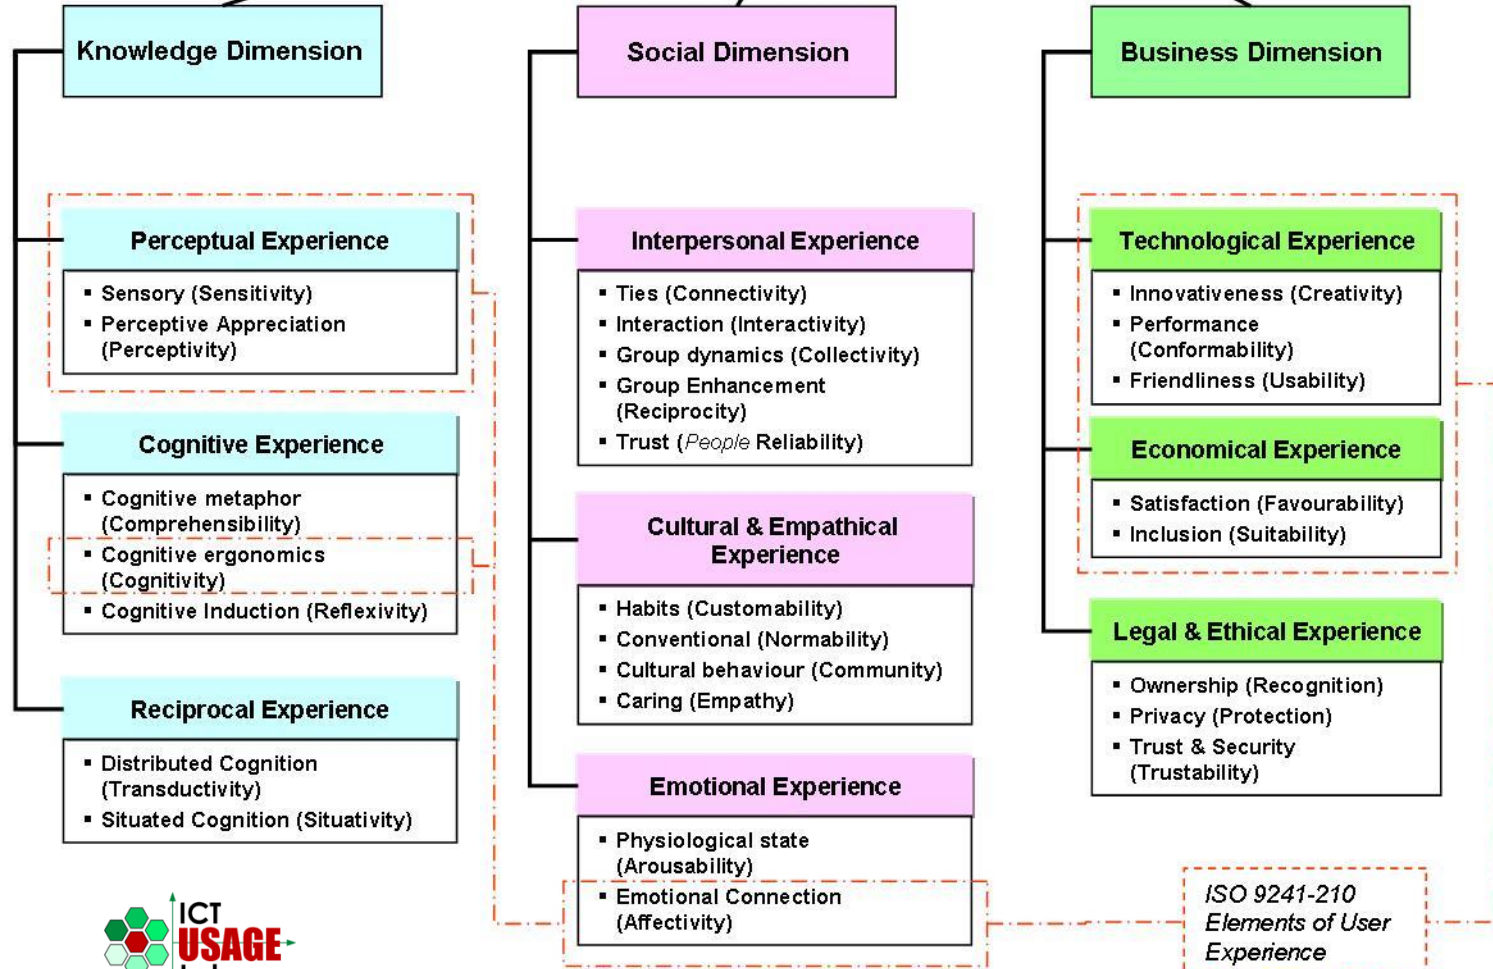 Knowledge Dimension
Perceptual Experience
▪ Sensory (Sensitivity)
▪ Perceptive Appreciation
(Perceptivity)
Cognitive Experience
▪ Cognitive metaphor
(Comprehensibility)
▪ Cognitive ergonomics
(Cognitivity)
▪ Cognitive Induction (Reflexivity)
Reciprocal Experience
▪ Distributed Cognition
(Transductivity)
▪ Situated Cognition (Situativity)
Social Dimension
Interpersonal Experience
▪ Ties (Connectivity)
▪ Interaction (Interactivity)
▪ Group dynamics (Collectivity)
▪ Group Enhancement
(Reciprocity)
▪ Trust (People Reliability)
Cultural & Empathical
Experience
▪ Habits (Customability)
▪ Conventional (Normability)
▪ Cultural behaviour (Community)
▪ Caring (Empathy)
Emotional Experience
▪ Physiological state
(Arousability)
▪ Emotional Connection
(Affectivity)
Business Dimension
Technological Experience
▪ Innovativeness (Creativity)
▪ Performance
(Conformability)
▪ Friendliness (Usability)
Economical Experience
▪ Satisfaction (Favourability)
▪ Inclusion (Suitability)
Legal & Ethical Experience
▪ Ownership (Recognition)
▪ Privacy (Protection)
▪ Trust & Security
(Trustability)
ISO 9241-210
Elements of User
Experience
ICT
USAGE